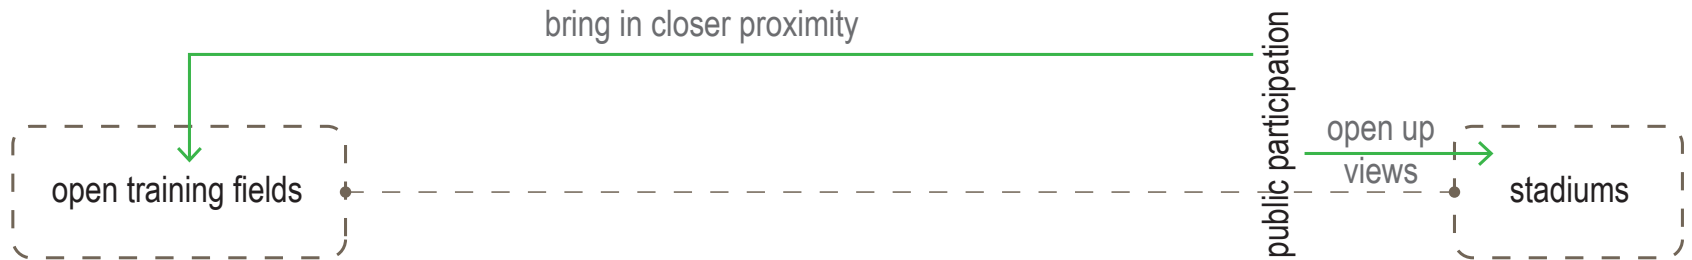 bring in closer proximity
public participation
open up
views
open training fields
stadiums